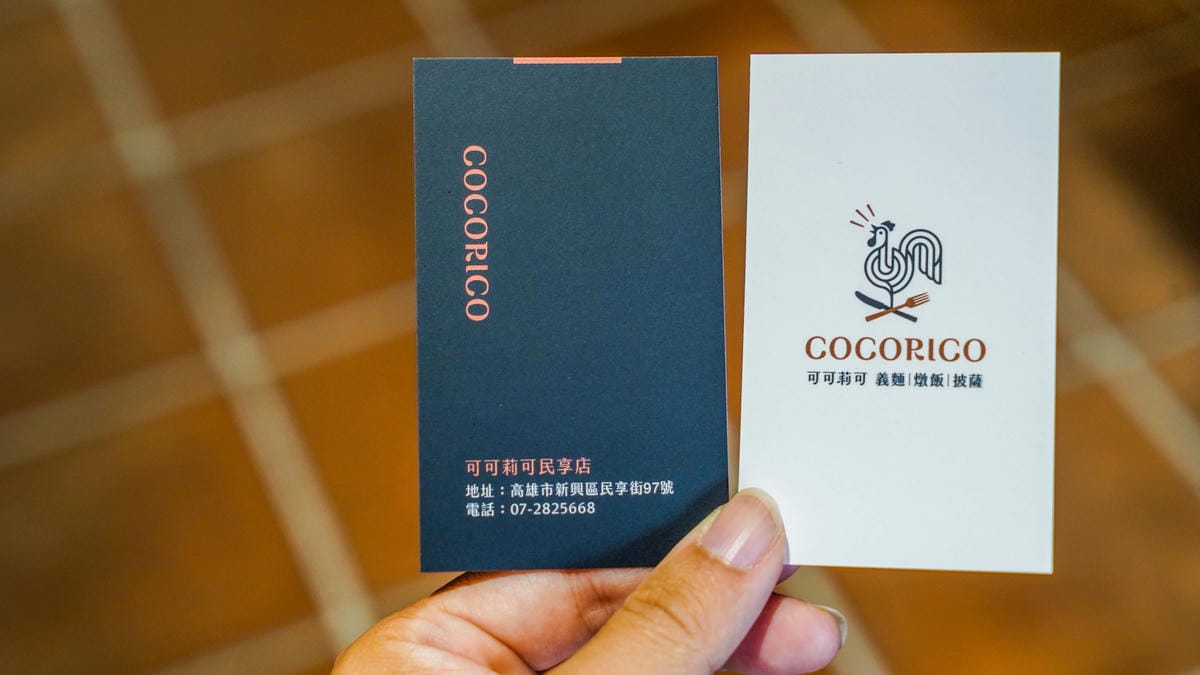 COCORICO
可可莉可民享店
地址：高雄市新興區民享街97號
電話：07-2825668
COCORICO
可可莉可 義麵|燉飯|披薩